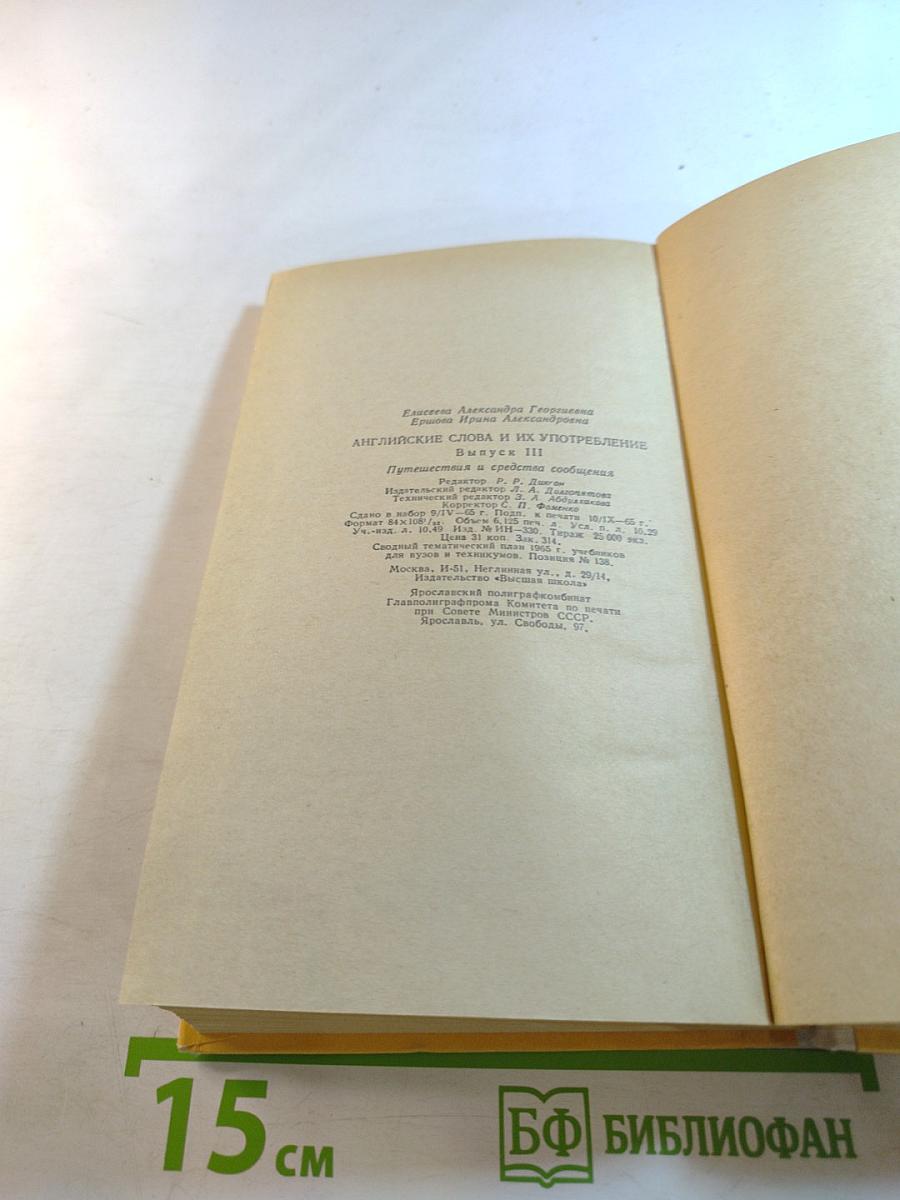 Елисеева Александра Георгиевна
Ершова Ирина Александровна
АНГЛИЙСКИЕ СЛОВА И ИХ УПОТРЕБЛЕНИЕ
Выпуск III
Путешествия и средства сообщения
Редактор Р. Р. Диксон
Издательский редактор Л. А. Долгопятова
Технический редактор З. А. Абдулхакова
Корректор С. П. Фоменко
Сдано в набор 9/IV—65 г. Подп. к печати 10/IX—65 г.
Формат 84×108¹/₃₂. Объем 6,125 печ. л. Усл. п. л. 10,29
Уч.-изд. л. 10,49 Изд. № ИН—330. Тираж 25 000 экз.
Цена 31 коп. Зак. 314.
Сводный тематический план 1965 г. учебников
для вузов и техникумов. Позиция № 138.
Москва, И-51, Неглинная ул., д. 29/14,
Издательство «Высшая школа»
Ярославский полиграфкомбинат
Главполиграфпрома Комитета по печати
при Совете Министров СССР.
Ярославль, ул. Свободы, 97.
15 см
БФ БИБЛИОФАН